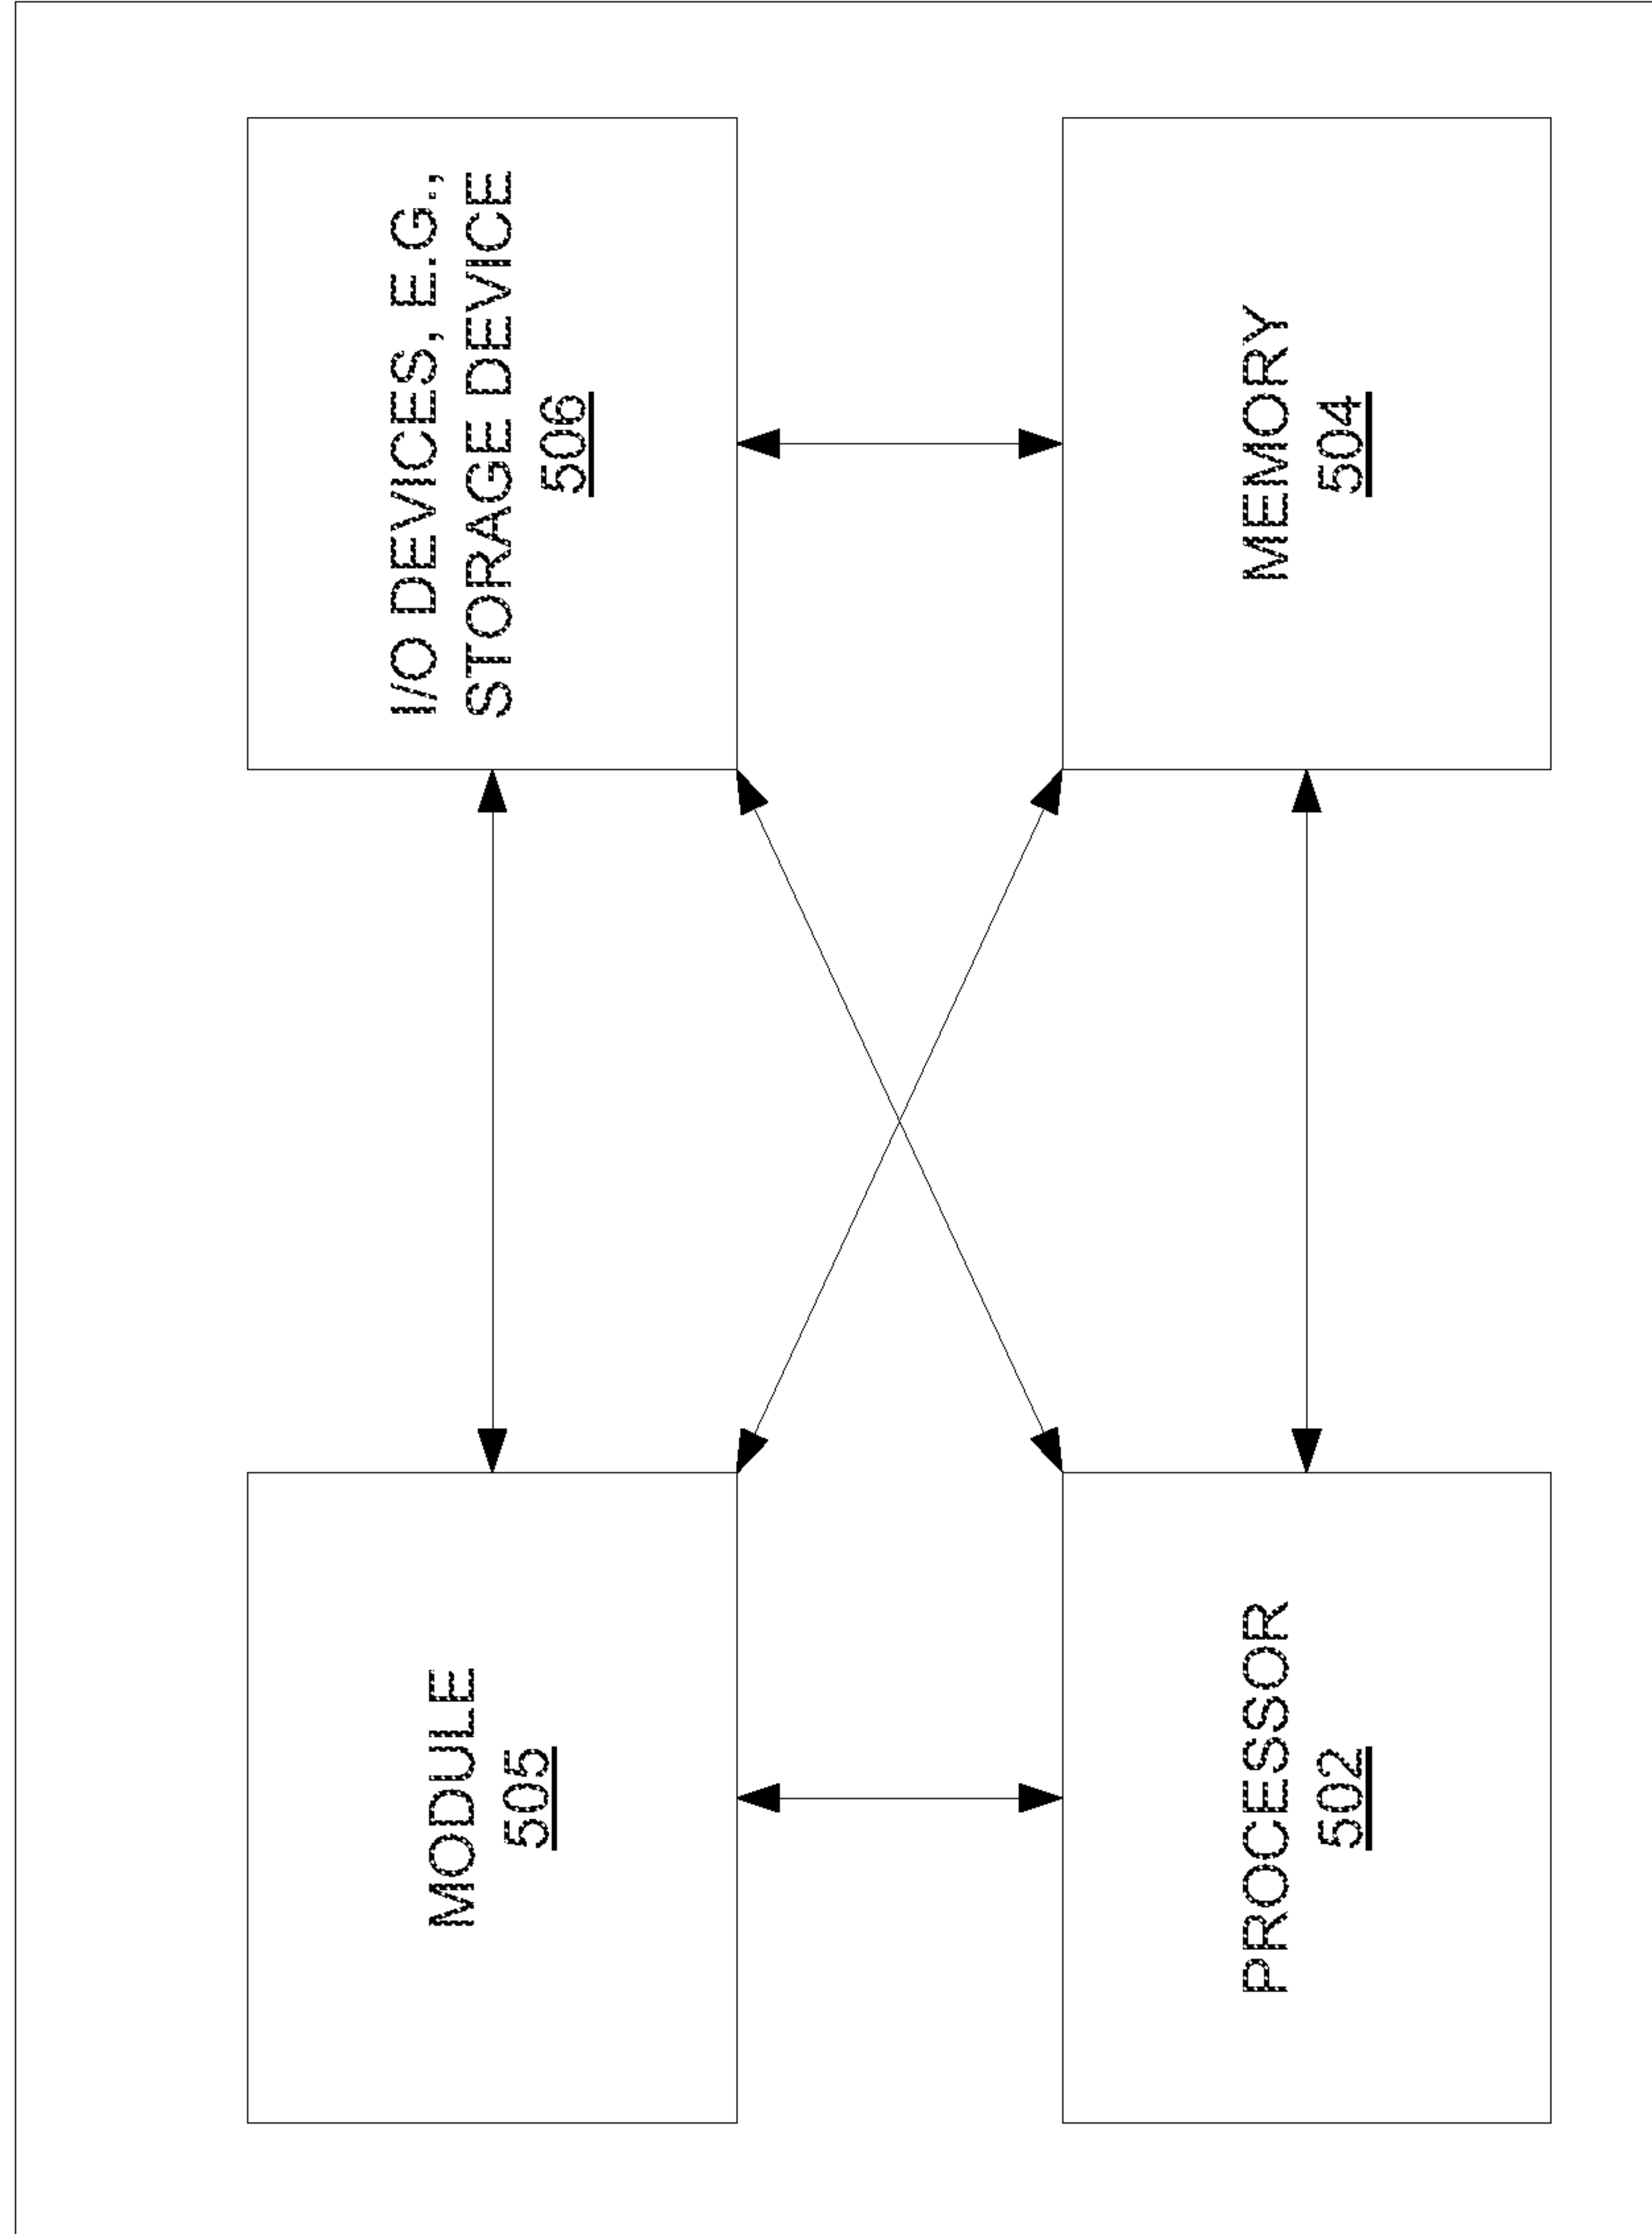 MODULE
505
I/O DEVICES, E.G.,
STORAGE DEVICE
506
PROCESSOR
502
MEMORY
504